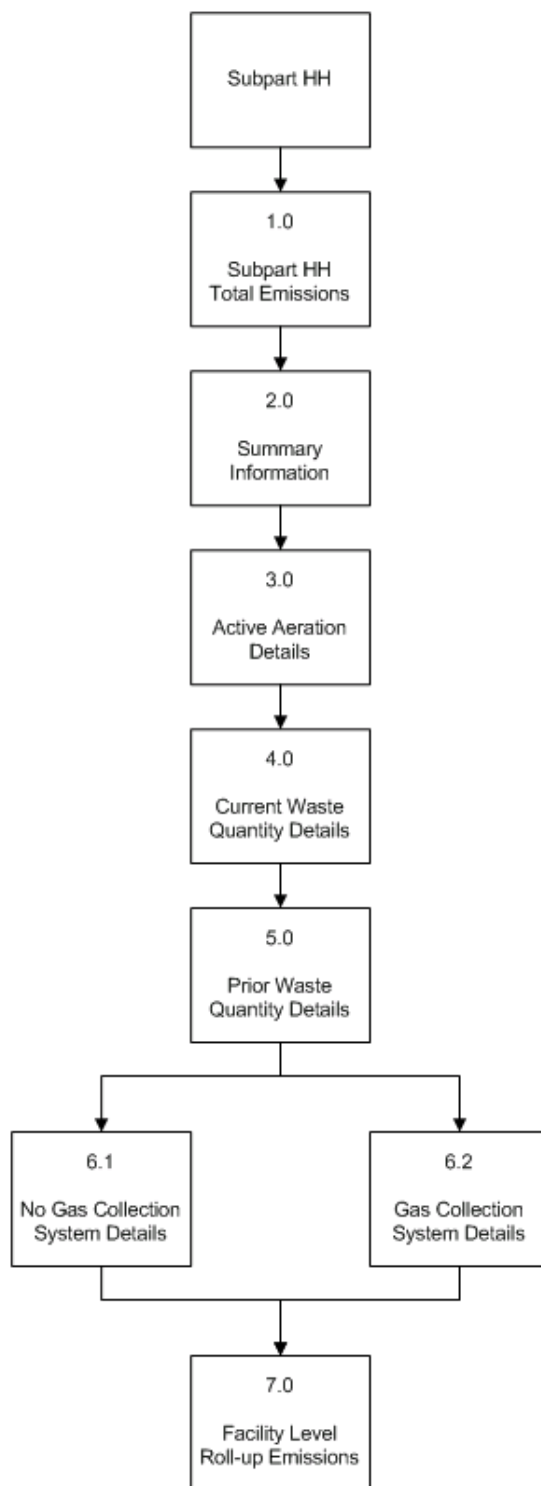 Subpart HH
1.0
Subpart HH
Total Emissions
2.0
Summary
Information
3.0
Active Aeration
Details
4.0
Current Waste
Quantity Details
5.0
Prior Waste
Quantity Details
6.1
No Gas Collection
System Details
6.2
Gas Collection
System Details
7.0
Facility Level
Roll-up Emissions